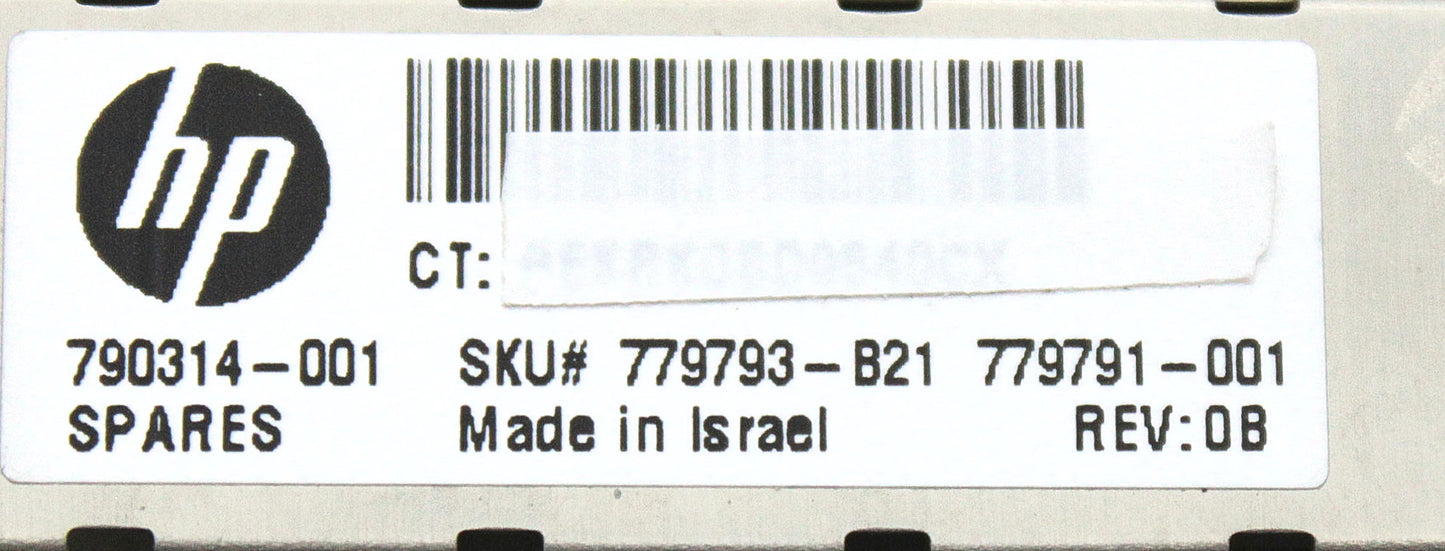 hp
CT:
790314-001 SKU# 779793-B21 779791-001
SPARES Made in Israel REV:0B